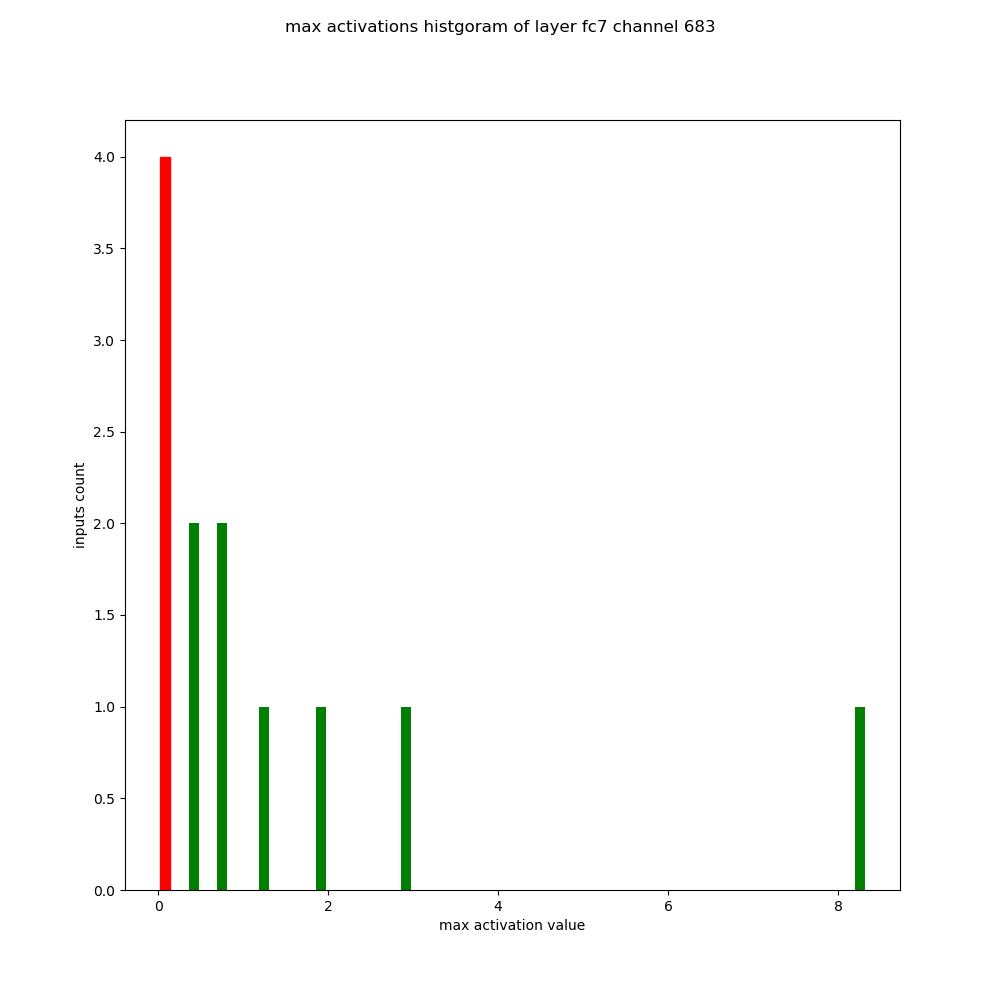 max activations histgoram of layer fc7 channel 683
4.0
3.5
3.0
2.5
2.0
1.5
1.0
0.5
0.0
inputs count
0 2 4 6 8
max activation value